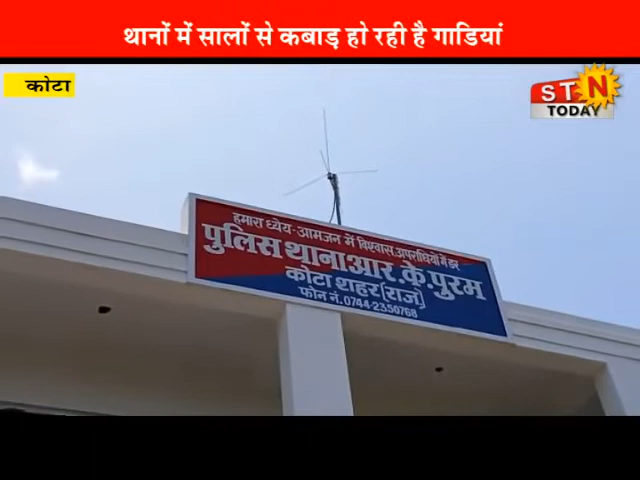 थानों में सालों से कबाड़ हो रही है गाडियां
कोटा
STN
TODAY
हमारा ध्येय-आमजन में विश्वास, अपराधियों में डर
पुलिस थाना आर.के.पुरम
कोटा शहर(राज)
फोन नं.0744-2350768